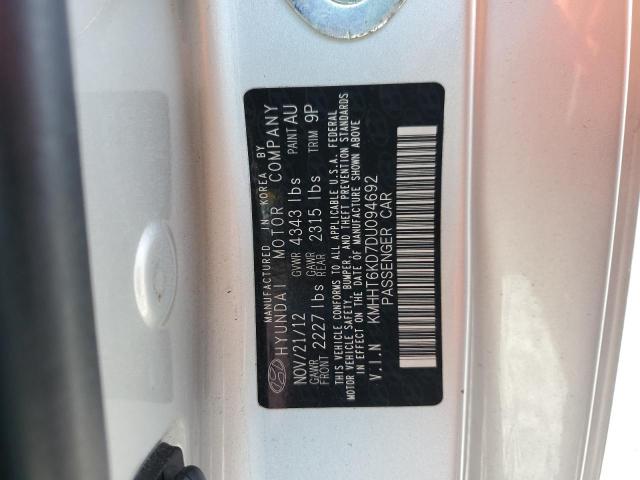 MANUFACTURED IN KOREA BY
HYUNDAI MOTOR COMPANY
NOV/21/12 GVWR 4343 lbs PAINT AU
GAWR FRONT 2227 lbs GAWR REAR 2315 lbs TRIM 9P
THIS VEHICLE CONFORMS TO ALL APPLICABLE U.S.A. FEDERAL
MOTOR VEHICLE SAFETY, BUMPER, AND THEFT PREVENTION STANDARDS
IN EFFECT ON THE DATE OF MANUFACTURE SHOWN ABOVE
V.I.N KMHHT6KD7DU094692
PASSENGER CAR